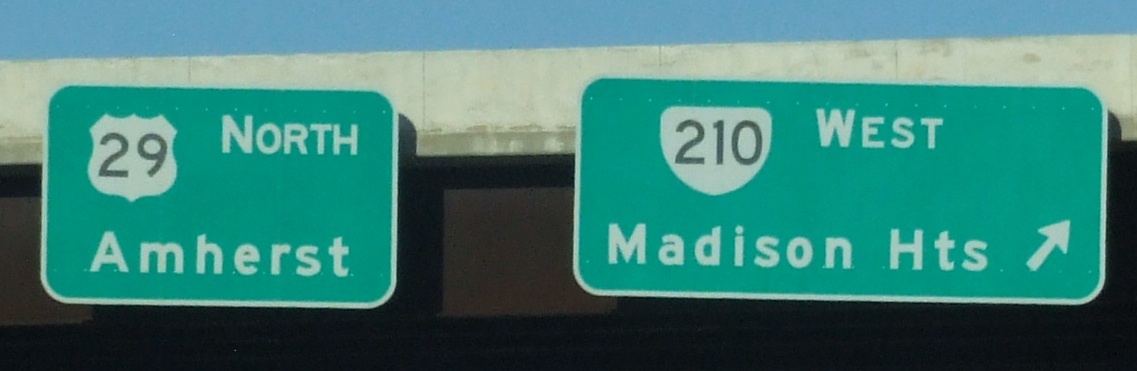 29 NORTH
Amherst
210 WEST
Madison Hts